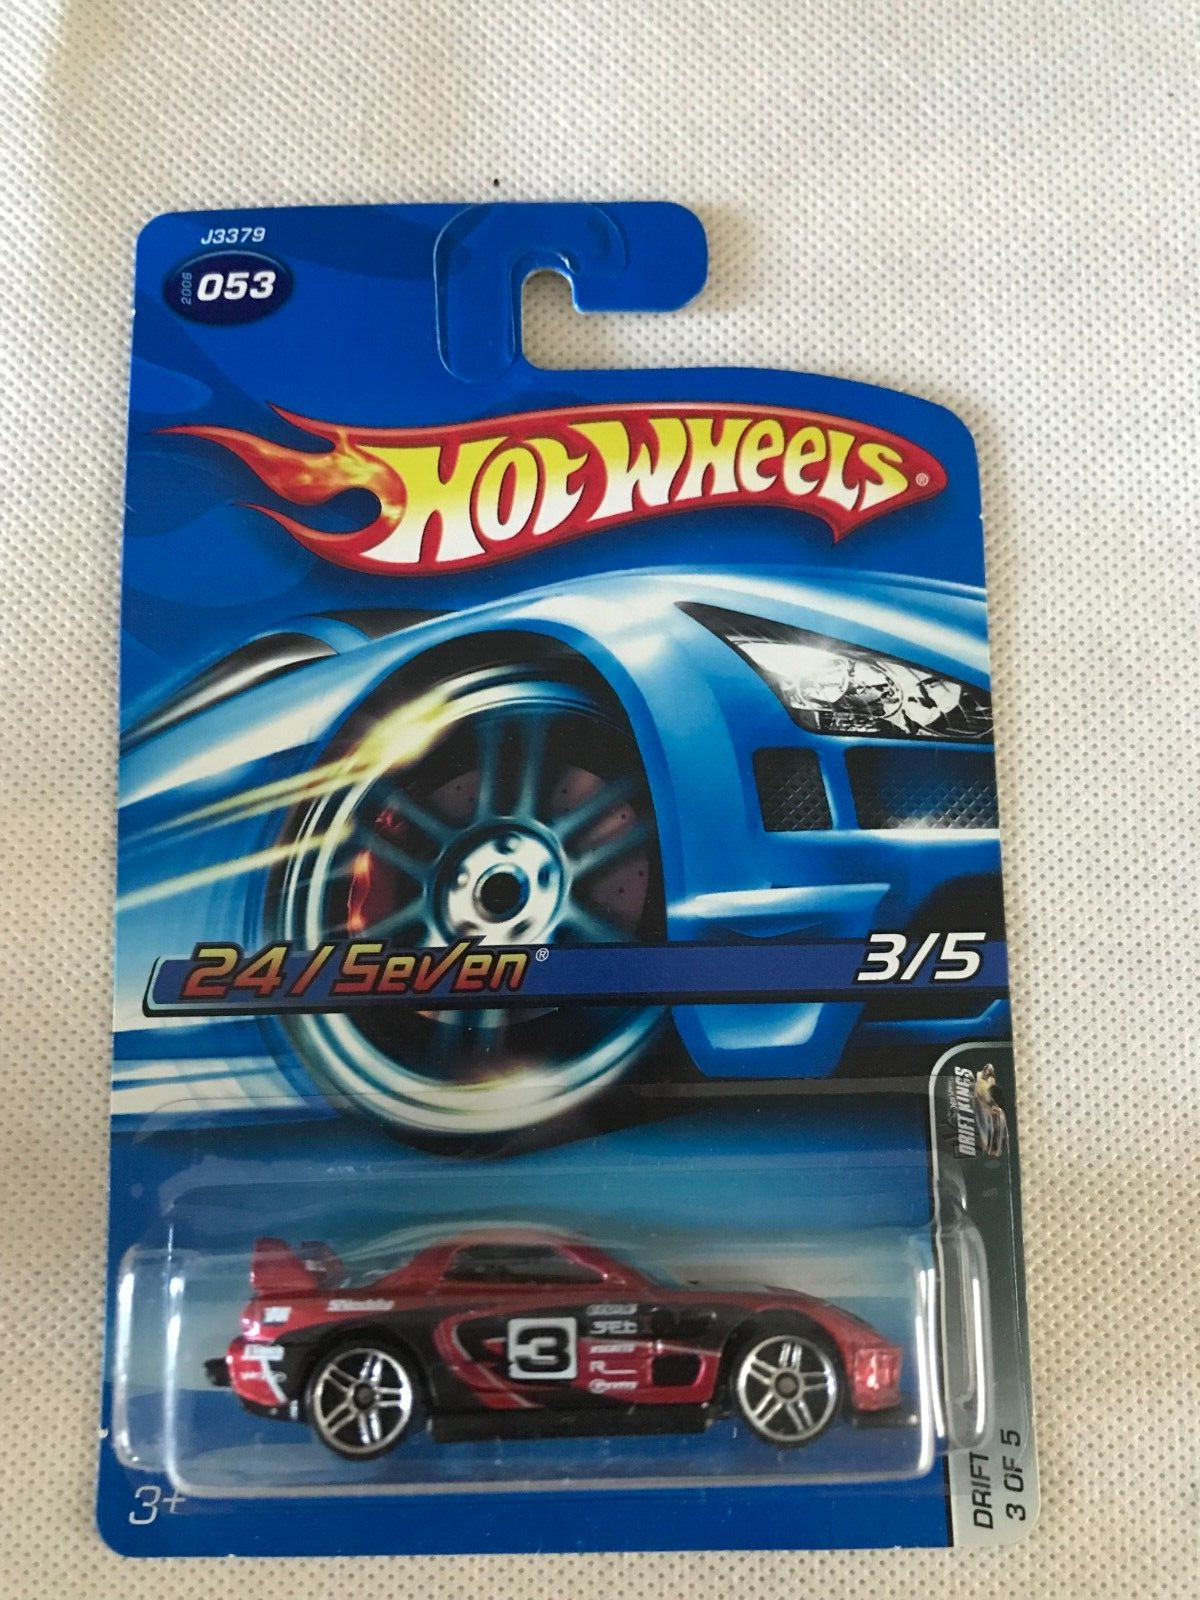 J3379
2006
053
HOT WHEELS®
24/Seven®
3/5
DRIFT KINGS
3
3+
DRIFT
3 OF 5